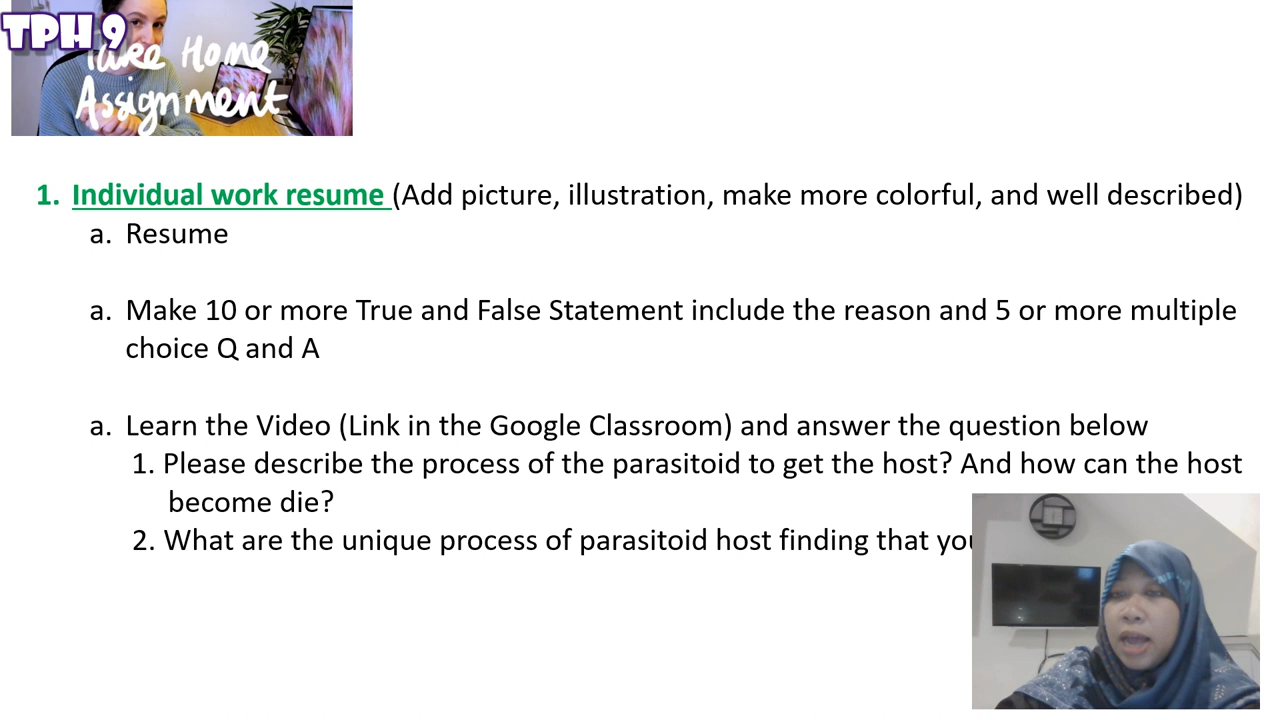 TPH 9
Take Home
Assignment
1. Individual work resume (Add picture, illustration, make more colorful, and well described)
a. Resume
a. Make 10 or more True and False Statement include the reason and 5 or more multiple
choice Q and A
a. Learn the Video (Link in the Google Classroom) and answer the question below
1. Please describe the process of the parasitoid to get the host? And how can the host
become die?
2. What are the unique process of parasitoid host finding that